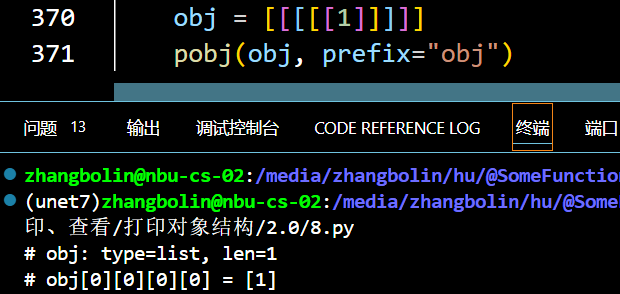 370 obj = [[[[[1]]]]]
371 pobj(obj, prefix="obj")
问题 13 输出 调试控制台 CODE REFERENCE LOG 终端 端口
zhangbolin@nbu-cs-02:/media/zhangbolin/hu/@SomeFunctio
(unet7)zhangbolin@nbu-cs-02:/media/zhangbolin/hu/@Some
印、查看/打印对象结构/2.0/8.py
# obj: type=list, len=1
# obj[0][0][0][0] = [1]